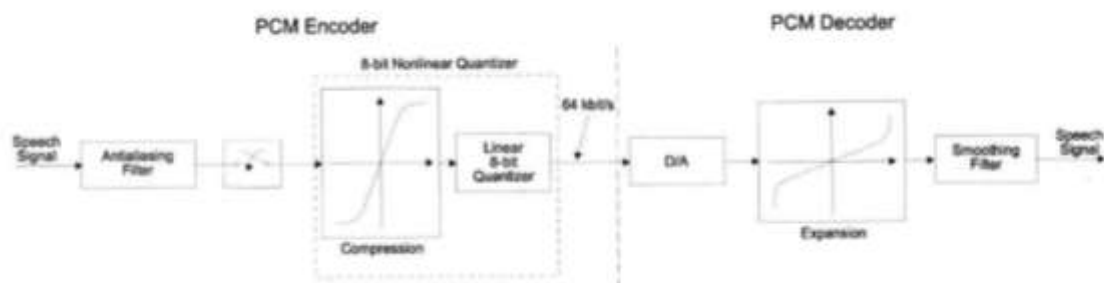 PCM Encoder
PCM Decoder
8-bit Nonlinear Quantizer
64 kbit/s
Speech
Signal
Antialiasing
Filter
Linear
8-bit
Quantizer
D/A
Smoothing
Filter
Speech
Signal
Compression
Expansion